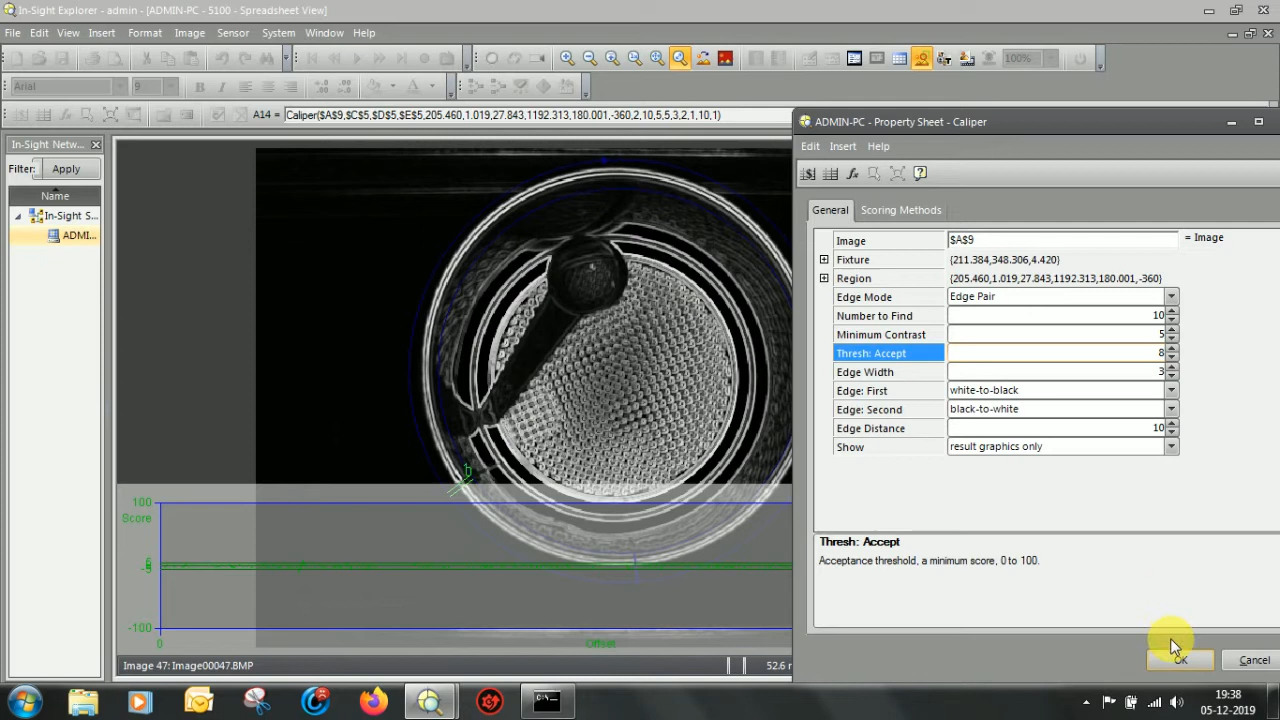 In-Sight Explorer - admin - [ADMIN-PC - 5100 - Spreadsheet View]
File Edit View Insert Format Image Sensor System Window Help
100%
Arial 9 B I
A14 = Caliper($A$9,$C$5,$D$5,$E$5,205.460,1.019,27.843,1192.313,180.001,-360,2,10,5,5,3,2,1,10,1)
In-Sight Netw...
Filter: Apply
Name
In-Sight S...
ADMI...
b
100
Score
-100
0
Offset
Image 47: Image00047.BMP
52.6
ADMIN-PC - Property Sheet - Caliper
Edit Insert Help
General Scoring Methods
Image $A$9 = Image
Fixture {211.384,348.306,4.420}
Region {205.460,1.019,27.843,1192.313,180.001,-360}
Edge Mode Edge Pair
Number to Find 10
Minimum Contrast 5
Thresh: Accept 8
Edge Width 3
Edge: First white-to-black
Edge: Second black-to-white
Edge Distance 10
Show result graphics only
Thresh: Accept
Acceptance threshold, a minimum score, 0 to 100.
OK Cancel
19:38
05-12-2019